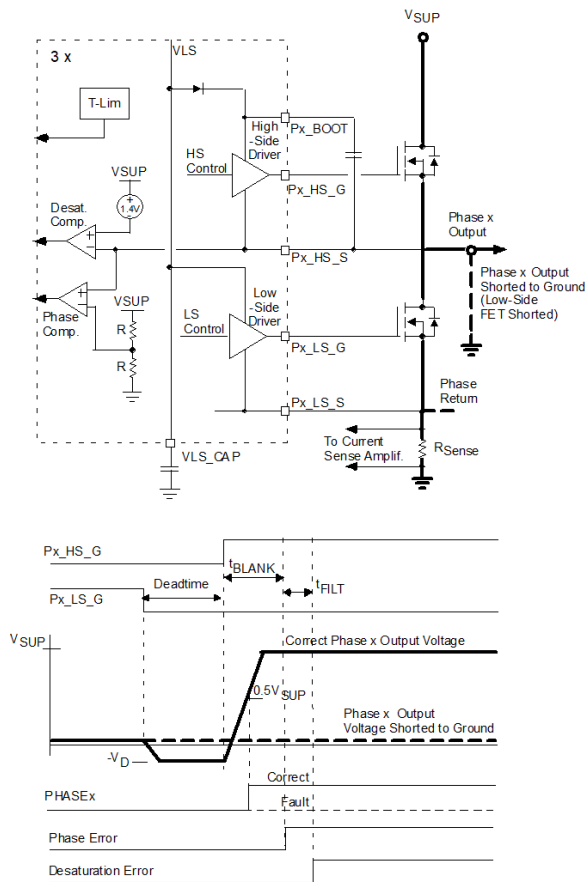 VSUP
3 x
VLS
T-Lim
High
-Side
Driver
Px_BOOT
HS
Control
Px_HS_G
VSUP
+
1.4V
-
Desat.
Comp.
+
-
Phase x
Output
Px_HS_S
Phase x Output
Shorted to Ground
(Low-Side
FET Shorted)
+
-
Phase
Comp.
VSUP
R
R
Low
-Side
Driver
LS
Control
Px_LS_G
Phase
Return
Px_LS_S
To Current
Sense Amplif.
RSense
VLS_CAP
Px_HS_G
tBLANK
Deadtime
tFILT
Px_LS_G
VSUP
Correct Phase x Output Voltage
0.5VSUP
Phase x Output
Voltage Shorted to Ground
-VD
Correct
PHASEx
Fault
Phase Error
Desaturation Error